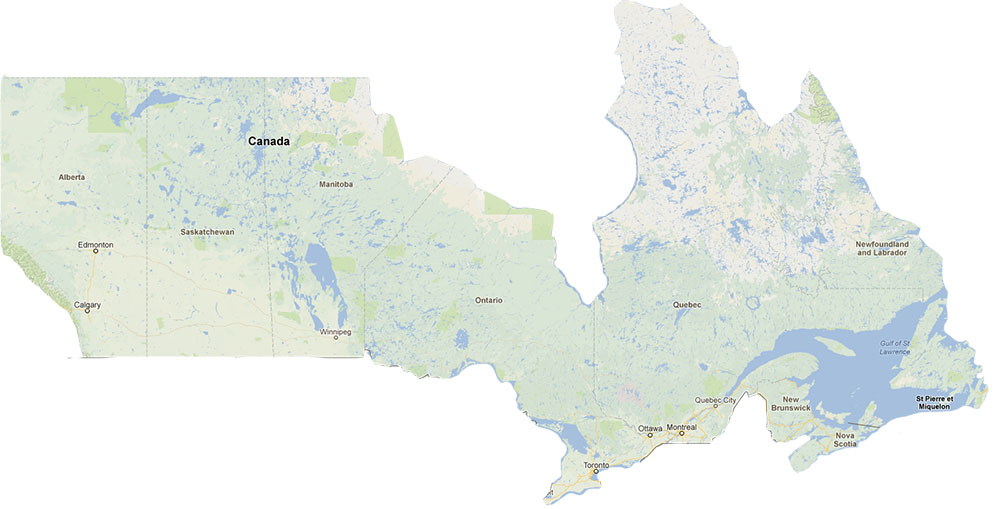 Canada
Alberta
Manitoba
Saskatchewan
Edmonton
Newfoundland
and Labrador
Calgary
Ontario
Quebec
Winnipeg
Gulf of St
Lawrence
Quebec City
New
Brunswick
St Pierre et
Miquelon
Ottawa
Montreal
Nova
Scotia
Toronto